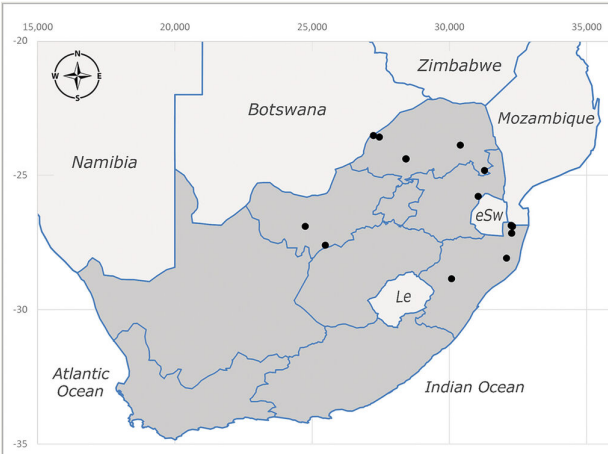 15,000 20,000 25,000 30,000 35,000
-20
N
W E
S
Zimbabwe
Botswana
Mozambique
Namibia
-25
eSw
Le
-30
Atlantic
Ocean
Indian Ocean
-35